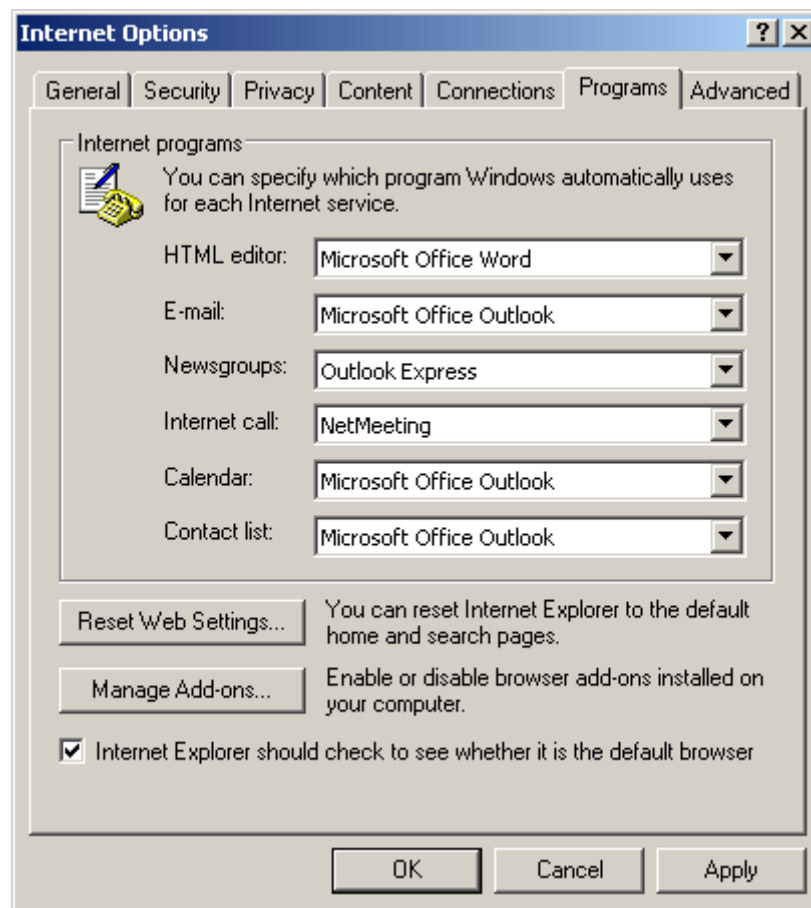 Internet Options
General Security Privacy Content Connections Programs Advanced
Internet programs
You can specify which program Windows automatically uses
for each Internet service.
HTML editor: Microsoft Office Word
E-mail: Microsoft Office Outlook
Newsgroups: Outlook Express
Internet call: NetMeeting
Calendar: Microsoft Office Outlook
Contact list: Microsoft Office Outlook
Reset Web Settings... You can reset Internet Explorer to the default
home and search pages.
Manage Add-ons... Enable or disable browser add-ons installed on
your computer.
Internet Explorer should check to see whether it is the default browser
OK Cancel Apply